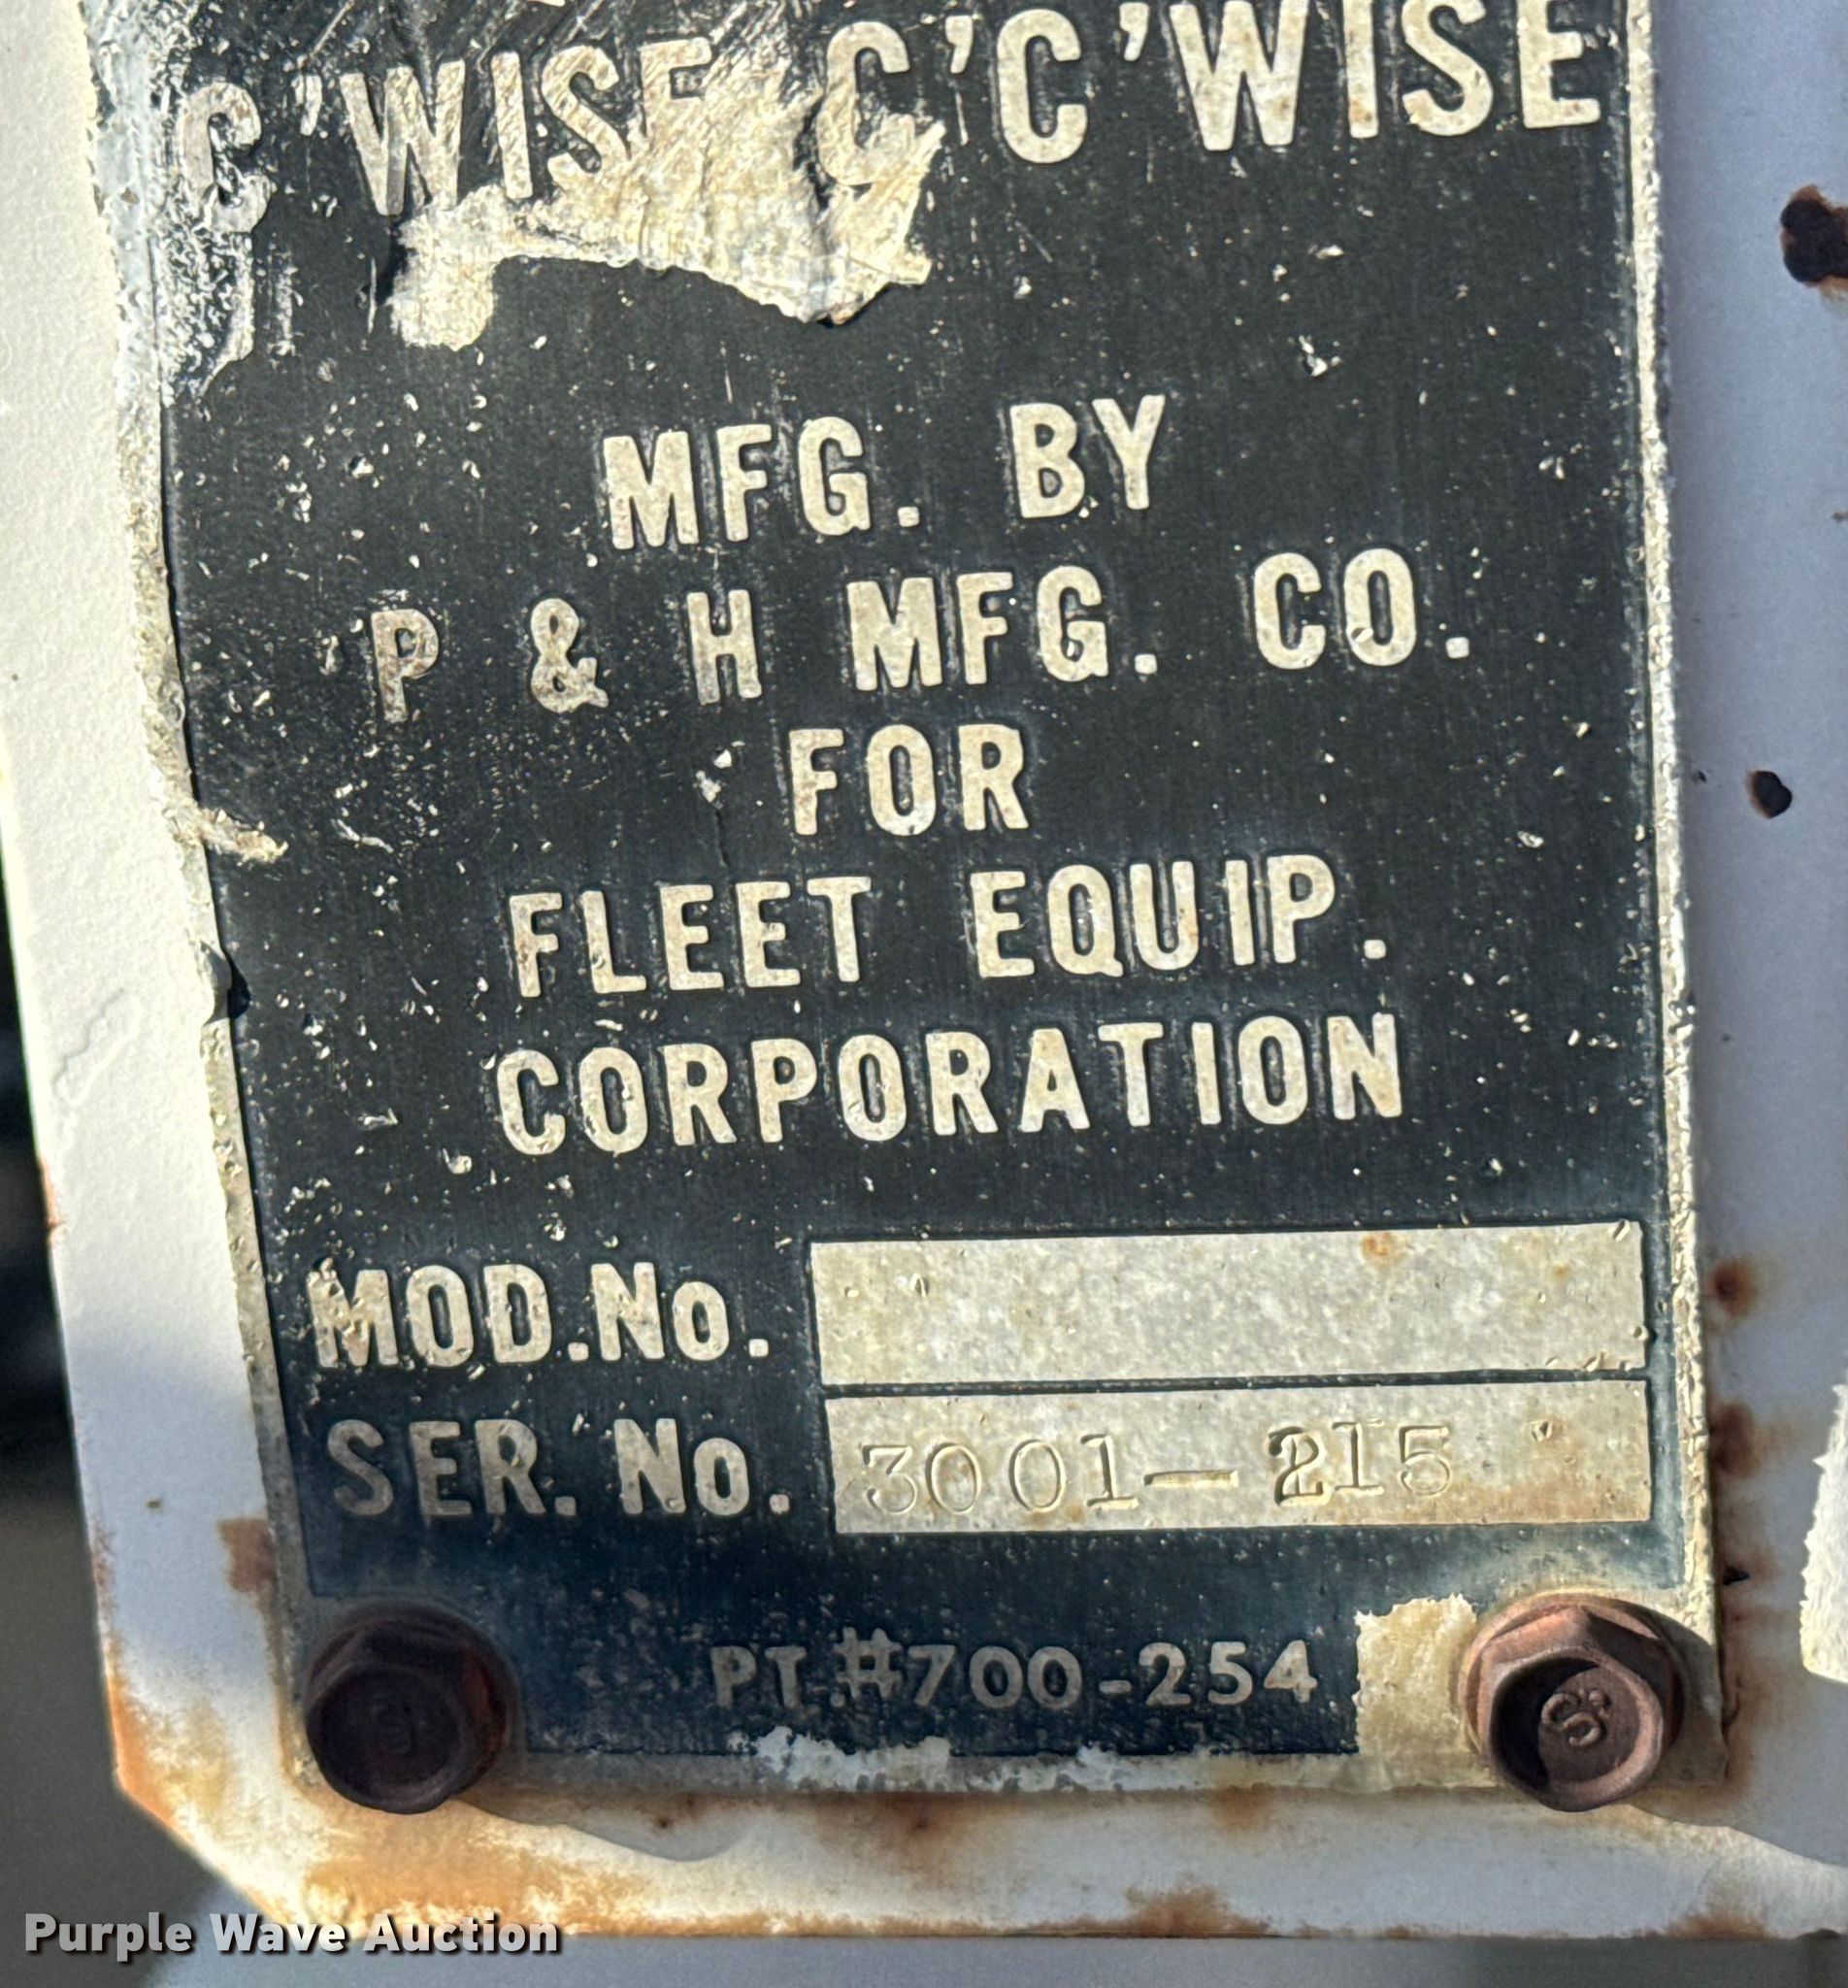 C'WISE C'C'WISE
MFG. BY
P & H MFG. CO.
FOR
FLEET EQUIP.
CORPORATION
MOD.No.
SER. No. 3001-215
PT.#700-254
Purple Wave Auction